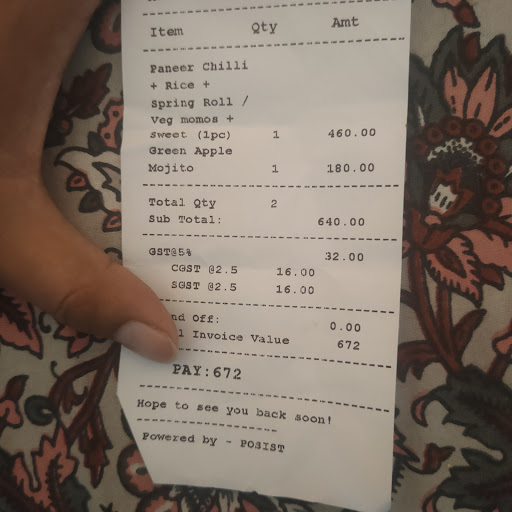 Item Qty Amt
Paneer Chilli
+ Rice +
Spring Roll /
Veg momos +
Sweet (1pc) 1 460.00
Green Apple
Mojito 1 180.00
Total Qty 2
Sub Total: 640.00
GST@5% 32.00
CGST @2.5 16.00
SGST @2.5 16.00
Off: 0.00
Invoice Value 672
PAY:672
Hope to see you back soon!
Powered by - POSIST